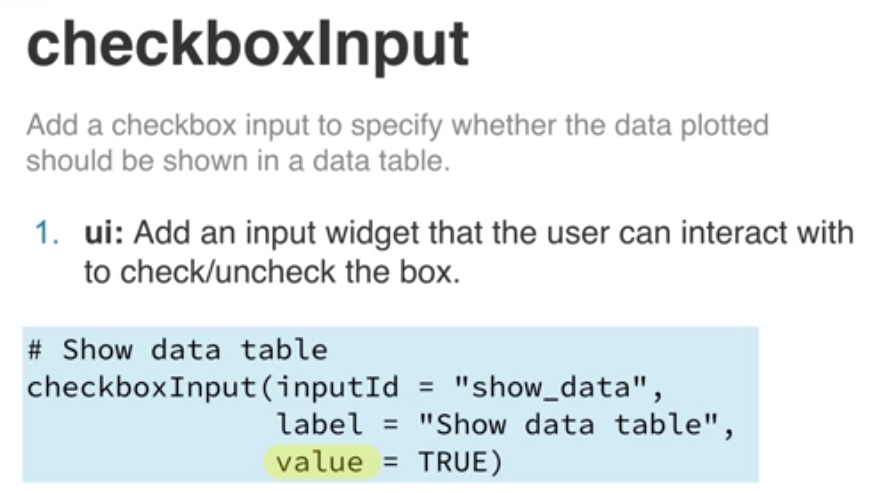 checkboxInput
Add a checkbox input to specify whether the data plotted
should be shown in a data table.
1. ui: Add an input widget that the user can interact with
to check/uncheck the box.
# Show data table
checkboxInput(inputId = "show_data",
label = "Show data table",
value = TRUE)